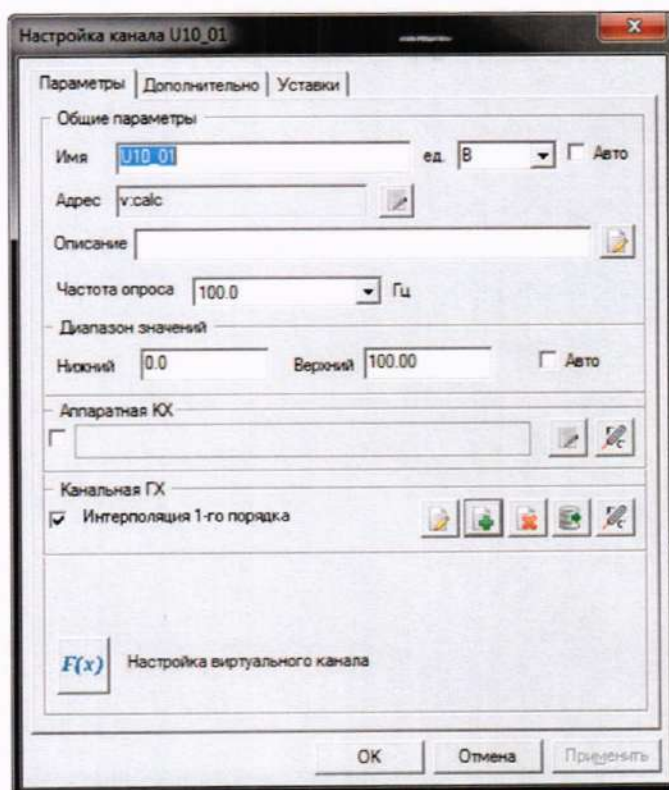 Настройка канала U10_01
Параметры Дополнительно Уставки
Общие параметры
Имя U10_01 ед. В Авто
Адрес v:calc
Описание
Частота опроса 100.0 Гц
Диапазон значений
Нижний 0.0 Верхний 100.00 Авто
Аппаратная КХ
Канальная ГХ
Интерполяция 1-го порядка
F(x) Настройка виртуального канала
OK Отмена Применить